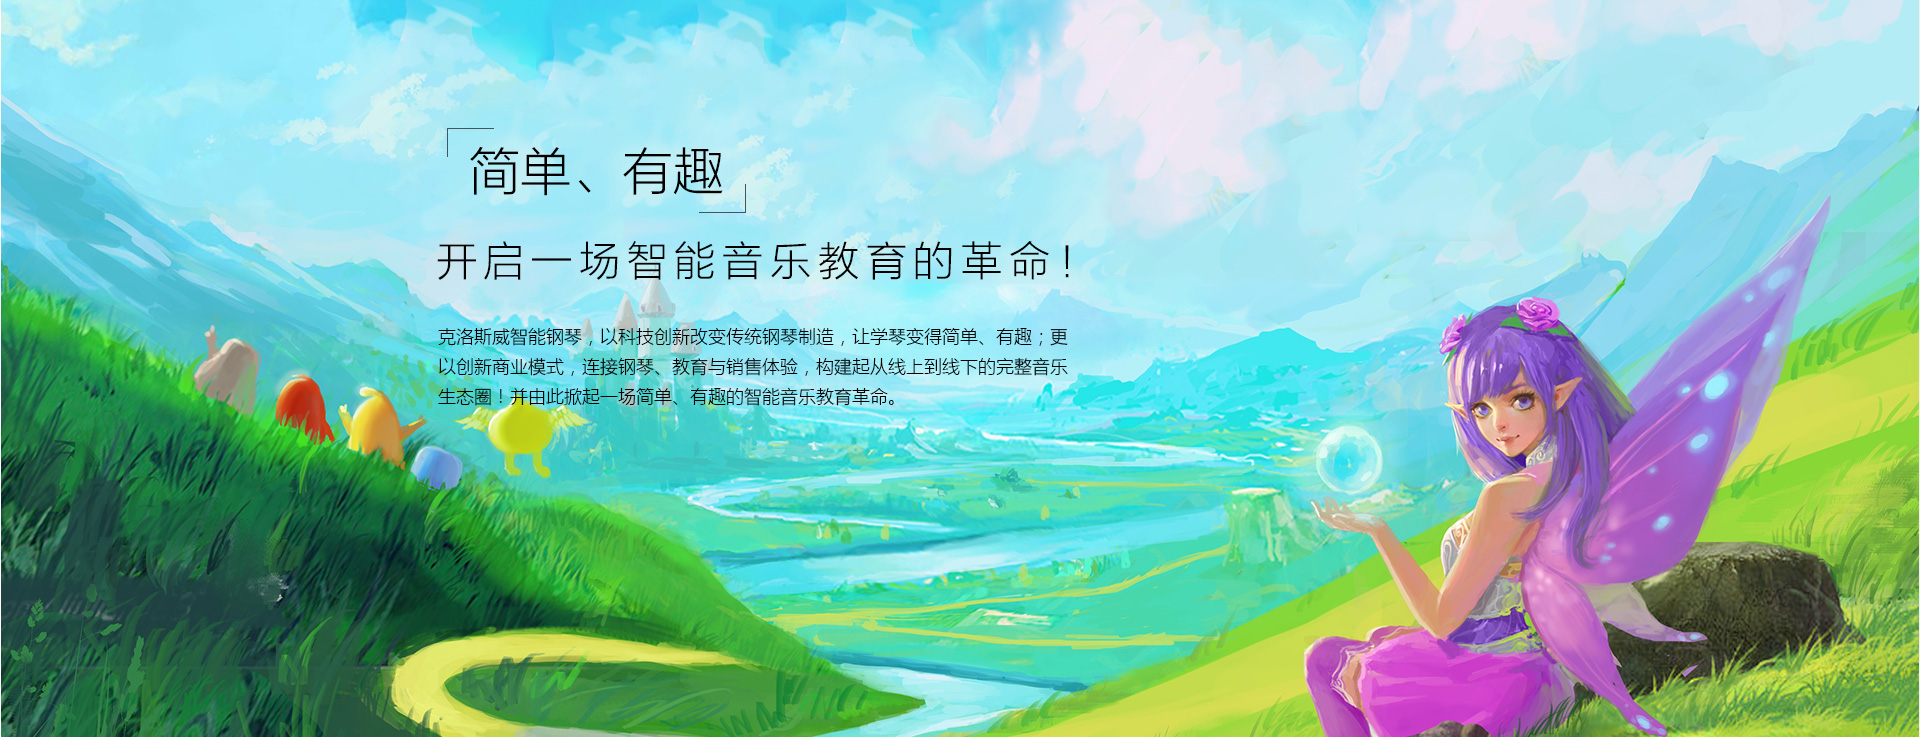 简单、有趣
开启一场智能音乐教育的革命！
克洛斯威智能钢琴，以科技创新改变传统钢琴制造，让学琴变得简单、有趣；更
以创新商业模式，连接钢琴、教育与销售体验，构建起从线上到线下的完整音乐
生态圈！并由此掀起一场简单、有趣的智能音乐教育革命。